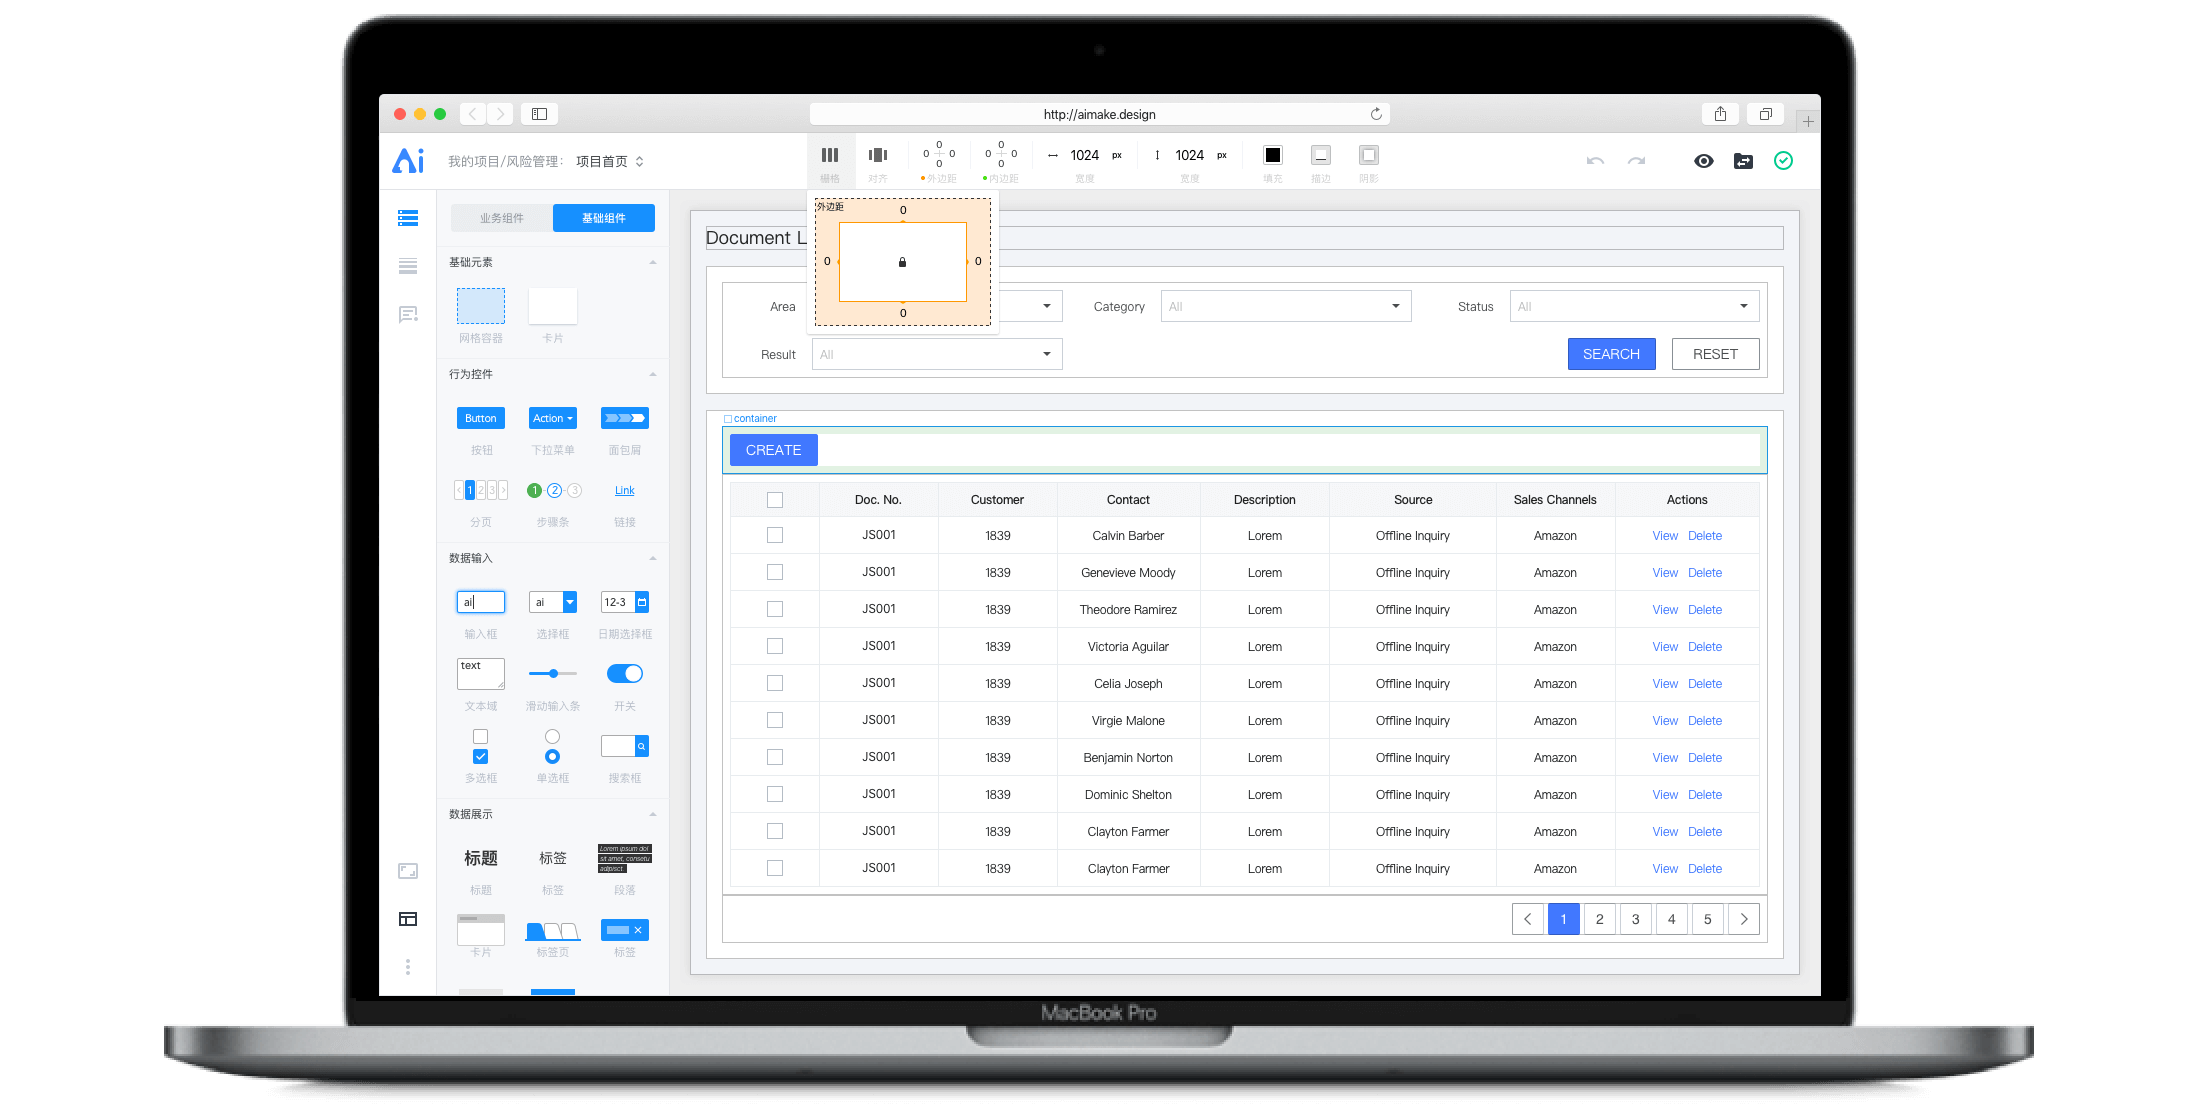 http://aimake.design
Ai 我的项目/风险管理: 项目首页
栅格 对齐
0 0 0 0 外边距
0 0 0 0 内边距
1024 px 宽度
1024 px 宽度
填充 描边 阴影
业务组件 基础组件
基础元素
网格容器 卡片
行为控件
Button Action
按钮 下拉菜单 面包屑
1 2 3 1 2 3 Link
分页 步骤条 链接
数据输入
ai ai 12-3
输入框 选择框 日期选择框
text
文本域 滑动输入条 开关
多选框 单选框 搜索框
数据展示
标题 标签 Lorem ipsum dol
sit amet, consetu
adipisct.
标题 标签 段落
卡片 标签页 标签
外边距
0
0 0
0
Document L
Area Category All Status All
Result All SEARCH RESET
container
CREATE
Doc. No. Customer Contact Description Source Sales Channels Actions
JS001 1839 Calvin Barber Lorem Offline Inquiry Amazon View Delete
JS001 1839 Genevieve Moody Lorem Offline Inquiry Amazon View Delete
JS001 1839 Theodore Ramirez Lorem Offline Inquiry Amazon View Delete
JS001 1839 Victoria Aguilar Lorem Offline Inquiry Amazon View Delete
JS001 1839 Celia Joseph Lorem Offline Inquiry Amazon View Delete
JS001 1839 Virgie Malone Lorem Offline Inquiry Amazon View Delete
JS001 1839 Benjamin Norton Lorem Offline Inquiry Amazon View Delete
JS001 1839 Dominic Shelton Lorem Offline Inquiry Amazon View Delete
JS001 1839 Clayton Farmer Lorem Offline Inquiry Amazon View Delete
JS001 1839 Clayton Farmer Lorem Offline Inquiry Amazon View Delete
1 2 3 4 5
MacBook Pro